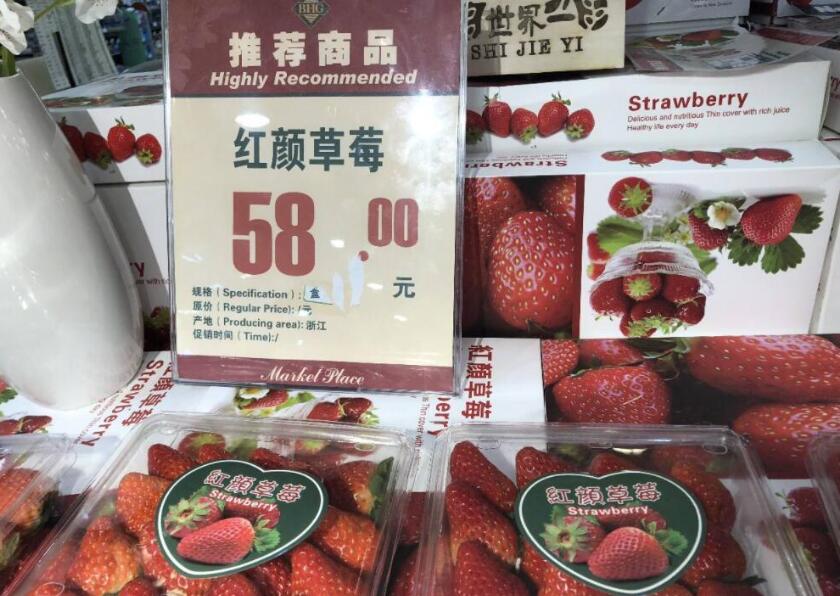 BHG
推荐商品
Highly Recommended
红颜草莓
58.00
元
规格（Specification）: 盒
原价（Regular Price）: /元
产地（Producing area）: 浙江
促销时间（Time）:/
Market Place
世界
SHI JIE YI
Strawberry
Delicious and nutritious Thin cover with rich juice
Healthy life every day
Strawberry
红颜草莓
Strawberry
红颜草莓
Strawberry
红颜草莓
Strawberry